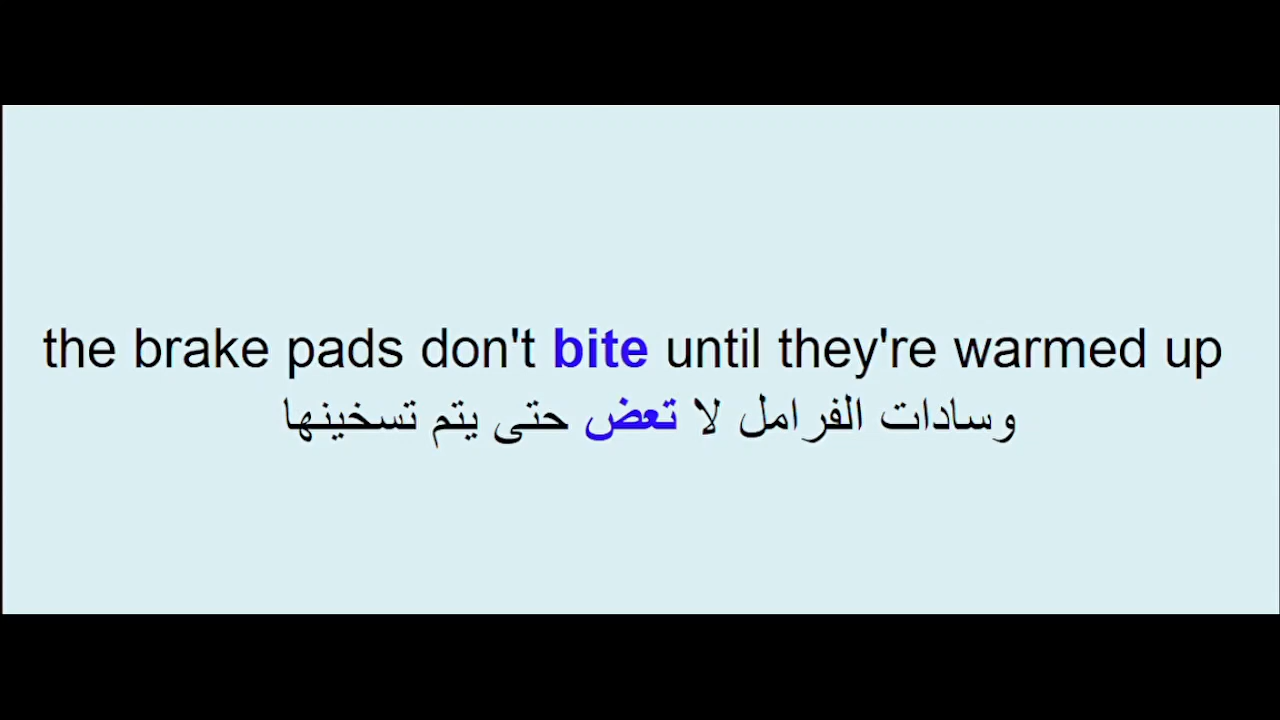 the brake pads don't bite until they're warmed up
وسادات الفرامل لا تعض حتى يتم تسخينها